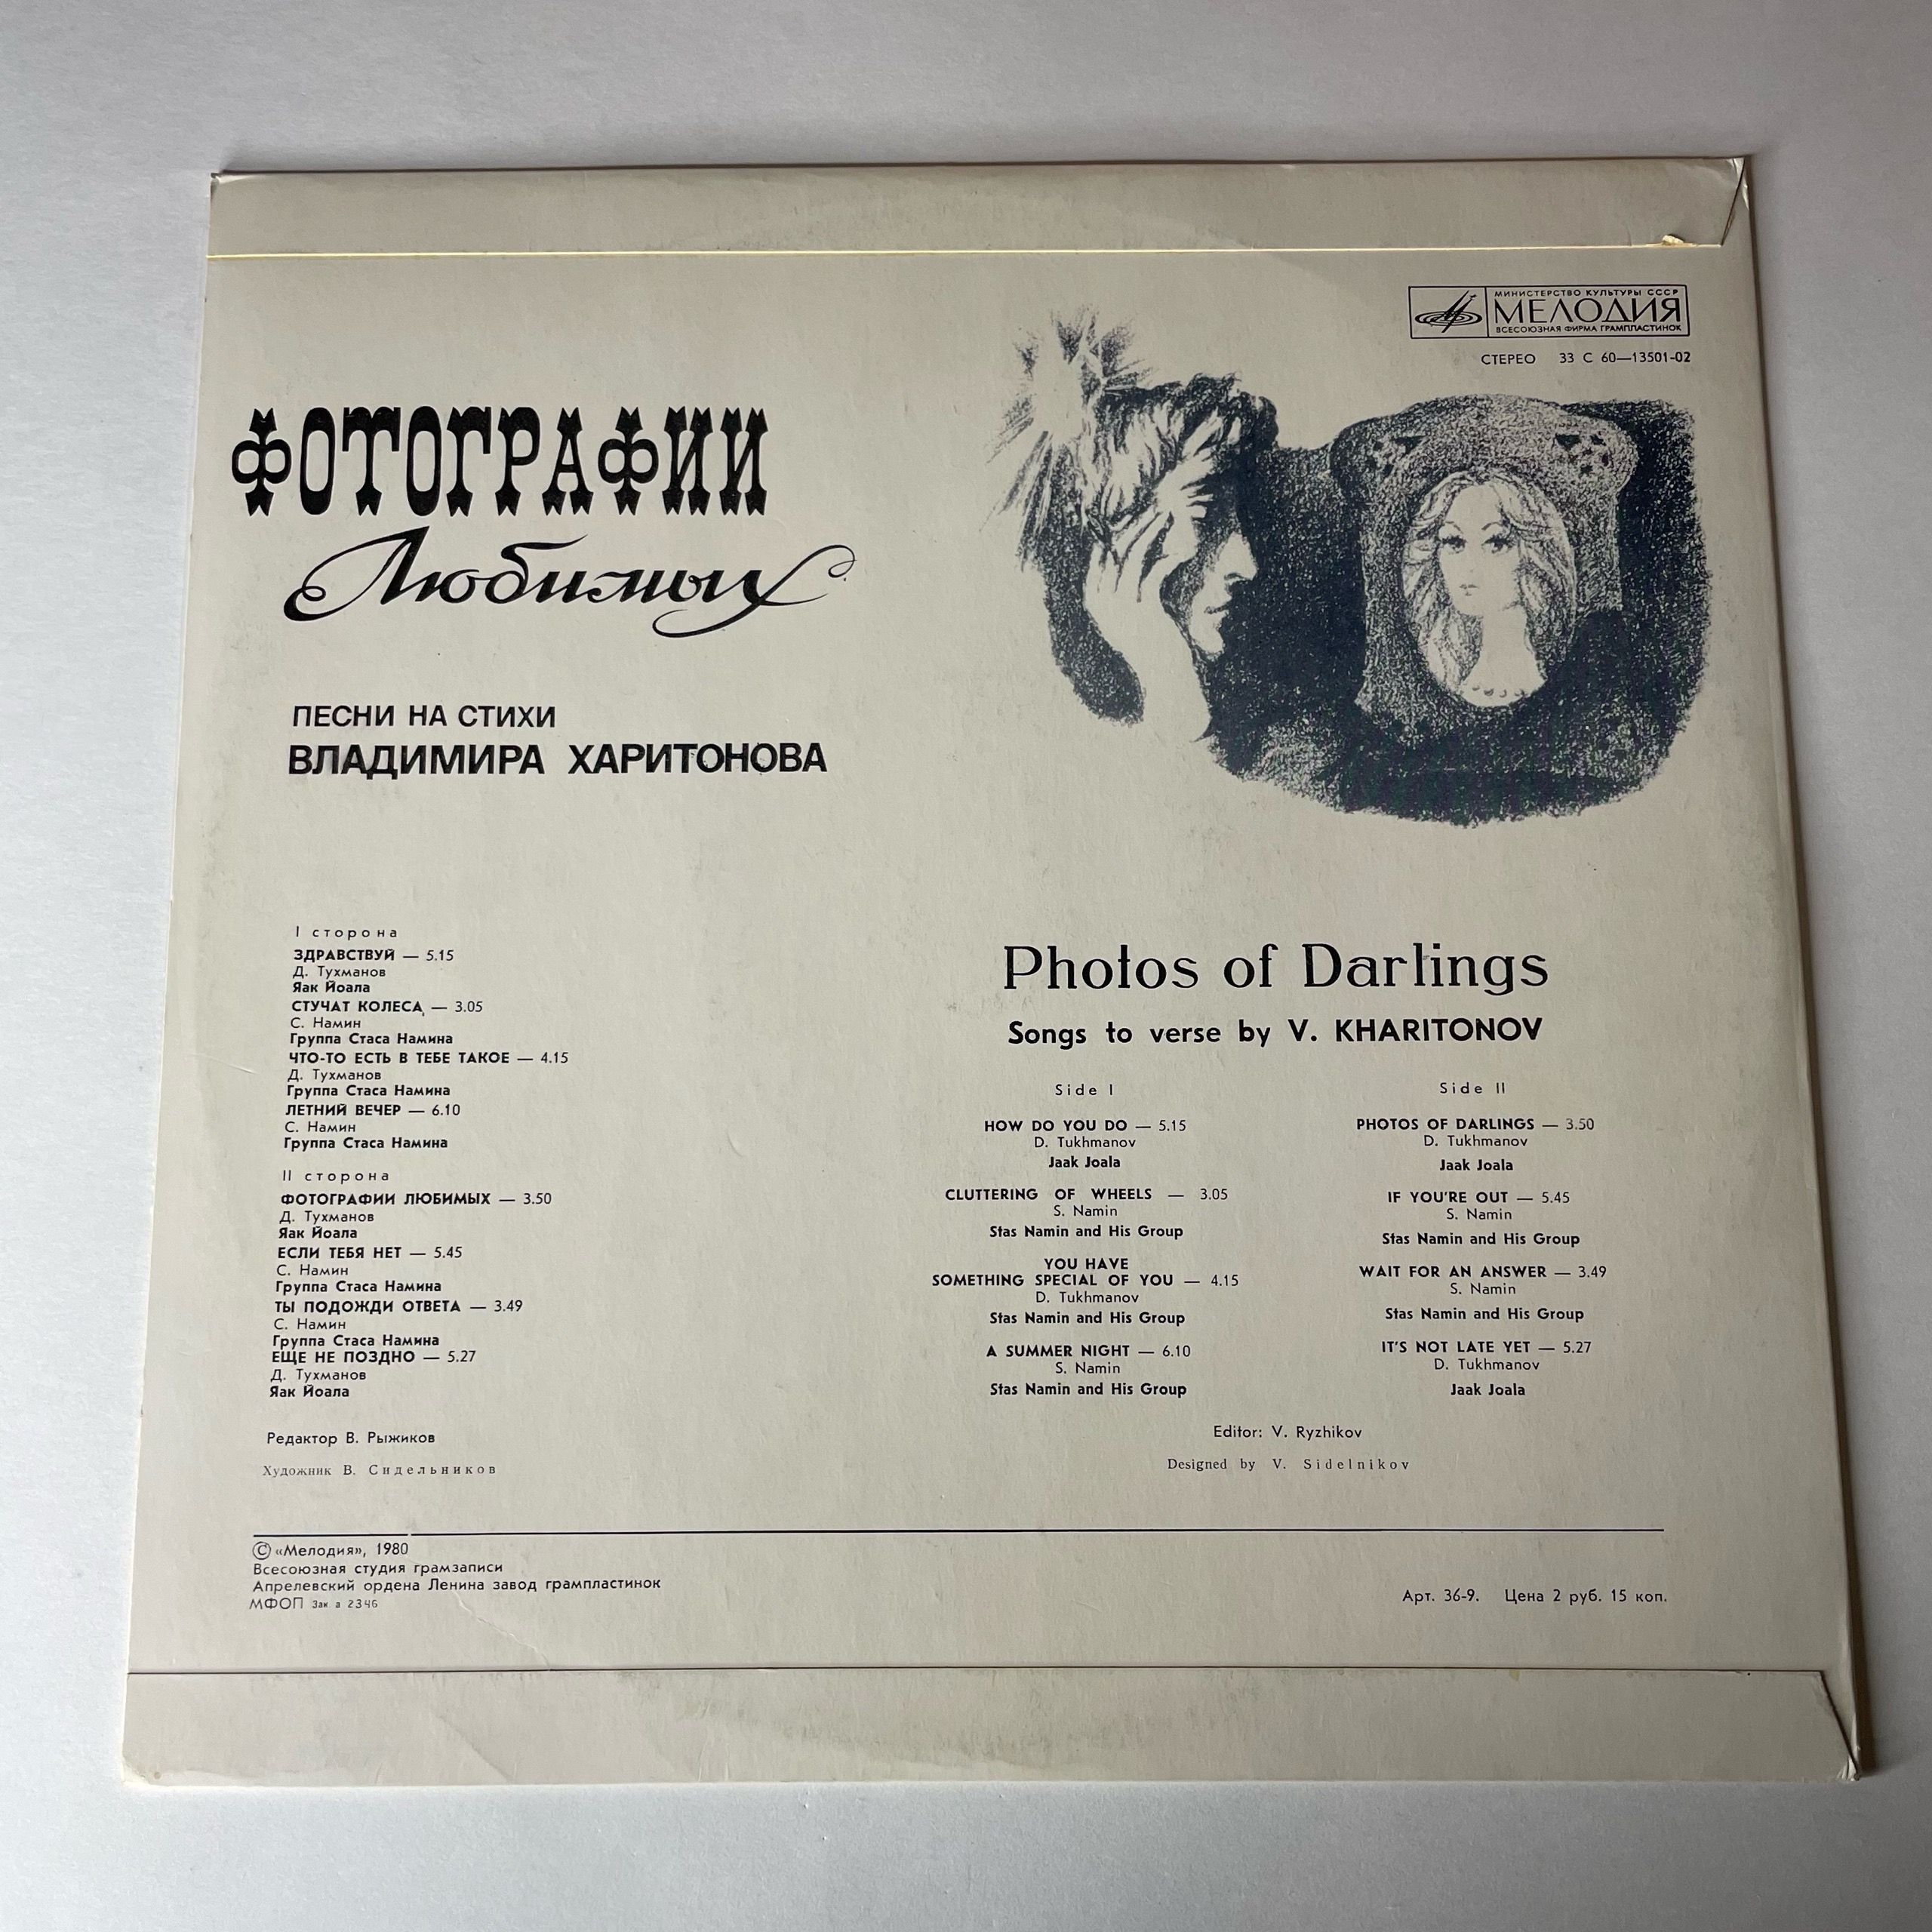 МИНИСТЕРСТВО КУЛЬТУРЫ СССР
МЕЛОДИЯ
ВСЕСОЮЗНАЯ ФИРМА ГРАМПЛАСТИНОК
СТЕРЕО 33 С 60—13501-02
ФОТОГРАФИИ
Любимых
ПЕСНИ НА СТИХИ
ВЛАДИМИРА ХАРИТОНОВА
I сторона
ЗДРАВСТВУЙ — 5.15
Д. Тухманов
Яак Йоала
СТУЧАТ КОЛЕСА — 3.05
С. Намин
Группа Стаса Намина
ЧТО-ТО ЕСТЬ В ТЕБЕ ТАКОЕ — 4.15
Д. Тухманов
Группа Стаса Намина
ЛЕТНИЙ ВЕЧЕР — 6.10
С. Намин
Группа Стаса Намина
II сторона
ФОТОГРАФИИ ЛЮБИМЫХ — 3.50
Д. Тухманов
Яак Йоала
ЕСЛИ ТЕБЯ НЕТ — 5.45
С. Намин
Группа Стаса Намина
ТЫ ПОДОЖДИ ОТВЕТА — 3.49
С. Намин
Группа Стаса Намина
ЕЩЕ НЕ ПОЗДНО — 5.27
Д. Тухманов
Яак Йоала
Редактор В. Рыжиков
Художник В. Сидельников
Photos of Darlings
Songs to verse by V. KHARITONOV
Side I
HOW DO YOU DO — 5.15
D. Tukhmanov
Jaak Joala
CLUTTERING OF WHEELS — 3.05
S. Namin
Stas Namin and His Group
YOU HAVE
SOMETHING SPECIAL OF YOU — 4.15
D. Tukhmanov
Stas Namin and His Group
A SUMMER NIGHT — 6.10
S. Namin
Stas Namin and His Group
Side II
PHOTOS OF DARLINGS — 3.50
D. Tukhmanov
Jaak Joala
IF YOU'RE OUT — 5.45
S. Namin
Stas Namin and His Group
WAIT FOR AN ANSWER — 3.49
S. Namin
Stas Namin and His Group
IT'S NOT LATE YET — 5.27
D. Tukhmanov
Jaak Joala
Editor: V. Ryzhikov
Designed by V. Sidelnikov
© «Мелодия», 1980
Всесоюзная студия грамзаписи
Апрелевский ордена Ленина завод грампластинок
МФОП Зак а 2346
Арт. 36-9. Цена 2 руб. 15 коп.